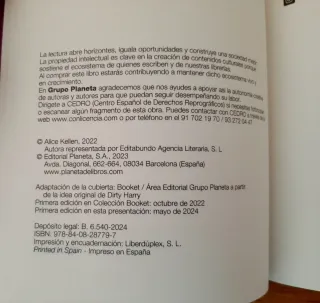 La lectura abre horizontes, iguala oportunidades y construye una sociedad mejor.
La propiedad intelectual es clave en la creación de contenidos culturales porque
sostiene el ecosistema de quienes escriben y de nuestras librerías.
Al comprar este libro estarás contribuyendo a mantener dicho ecosistema vivo y
en crecimiento.
En Grupo Planeta agradecemos que nos ayudes a apoyar así la autonomía creativa
de autoras y autores para que puedan seguir desempeñando su labor.
Dirígete a CEDRO (Centro Español de Derechos Reprográficos) si necesitas fotocopiar
o escanear algún fragmento de esta obra. Puedes contactar con CEDRO a través de la
web www.conlicencia.com o por teléfono en el 91 702 19 70 / 93 272 04 47.
© Alice Kellen, 2022
Autora representada por Editabundo Agencia Literaria, S. L
© Editorial Planeta, S. A., 2023
Avda. Diagonal, 662-664, 08034 Barcelona (España)
www.planetadelibros.com
Adaptación de la cubierta: Booket / Área Editorial Grupo Planeta a partir
de la idea original de Dirty Harry
Primera edición en Colección Booket: octubre de 2022
Primera edición en esta presentación: mayo de 2024
Depósito legal: B. 6.540-2024
ISBN: 978-84-08-28779-7
Impresión y encuadernación: Liberdúplex, S. L.
Printed in Spain - Impreso en España